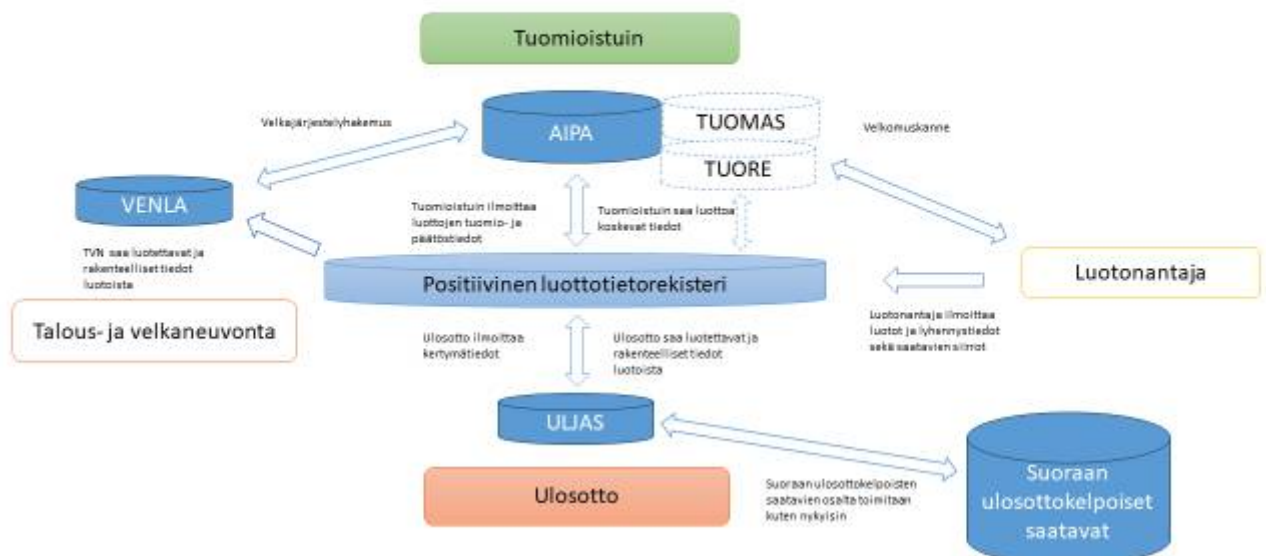 Tuomioistuin
Velkajärjestelyhakemus
AIPA
TUOMAS
TUORE
Velkomuskanne
VENLA
TVN saa luotettavat ja
rakenteelliset tiedot
luotoista
Talous- ja velkaneuvonta
Tuomioistuin ilmoittaa
luottojen tuomio- ja
päätöstiedot
Tuomioistuin saa luottoa
koskevat tiedot
Positiivinen luottotietorekisteri
Luotonantaja
Luotonantaja ilmoittaa
luotot ja lyhennystiedot
sekä saatavien siirrot
Ulosotto ilmoittaa
kertymätiedot
Ulosotto saa luotettavat ja
rakenteelliset tiedot
luotoista
ULJAS
Ulosotto
Suoraan ulosottokelpoisten
saatavien osalta toimitaan
kuten nykyisin
Suoraan
ulosottokelpoiset
saatavat